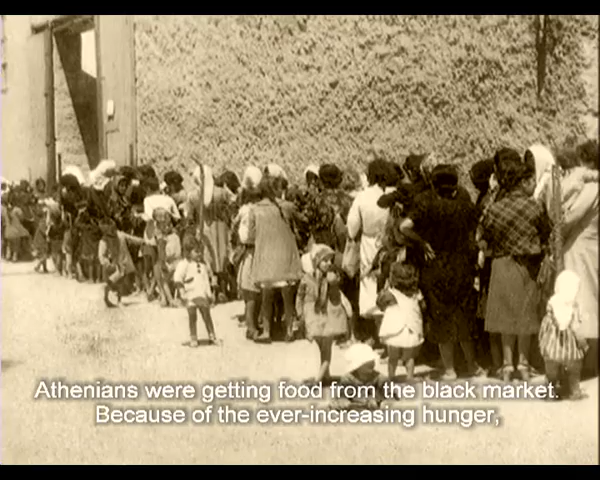 Athenians were getting food from the black market.
Because of the ever-increasing hunger,